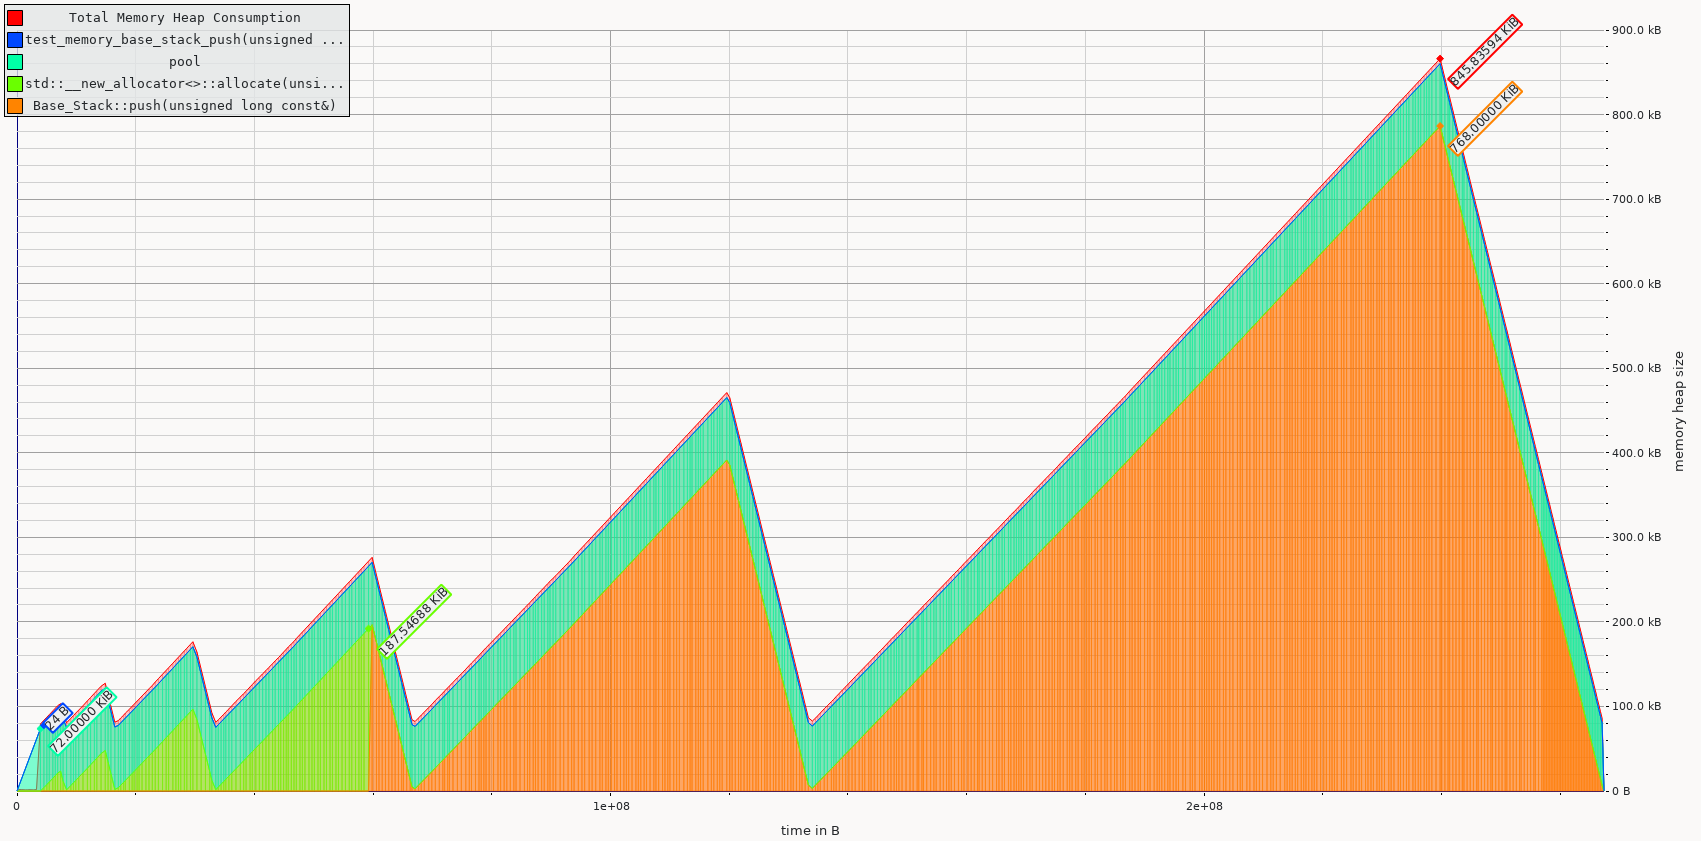 Total Memory Heap Consumption
test_memory_base_stack_push(unsigned ...
pool
std::__new_allocator<>::allocate(unsi...
Base_Stack::push(unsigned long const&)
845.83594 KiB
768.00000 KiB
187.54688 KiB
24 B
72.00000 KiB
900.0 kB
800.0 kB
700.0 kB
600.0 kB
500.0 kB
400.0 kB
300.0 kB
200.0 kB
100.0 kB
0 B
memory heap size
0
1e+08
2e+08
time in B